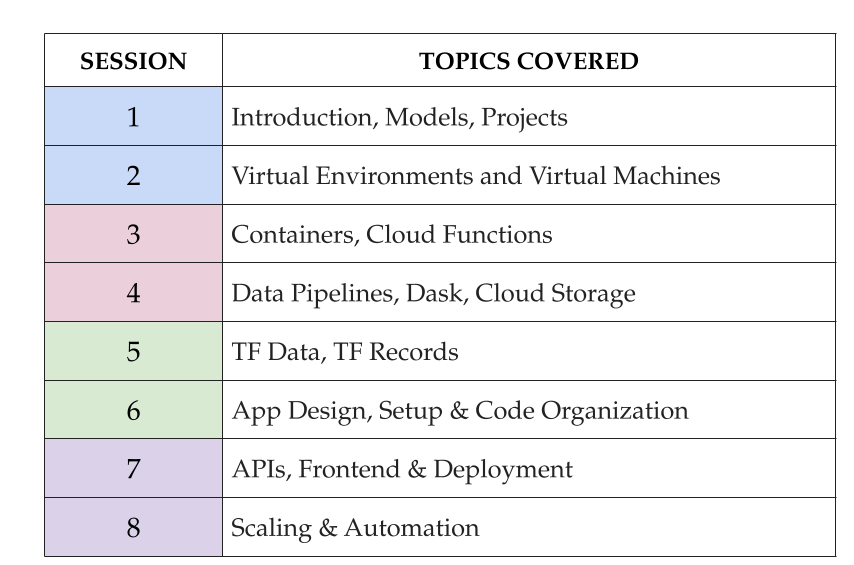 SESSION TOPICS COVERED
1 Introduction, Models, Projects
2 Virtual Environments and Virtual Machines
3 Containers, Cloud Functions
4 Data Pipelines, Dask, Cloud Storage
5 TF Data, TF Records
6 App Design, Setup & Code Organization
7 APIs, Frontend & Deployment
8 Scaling & Automation